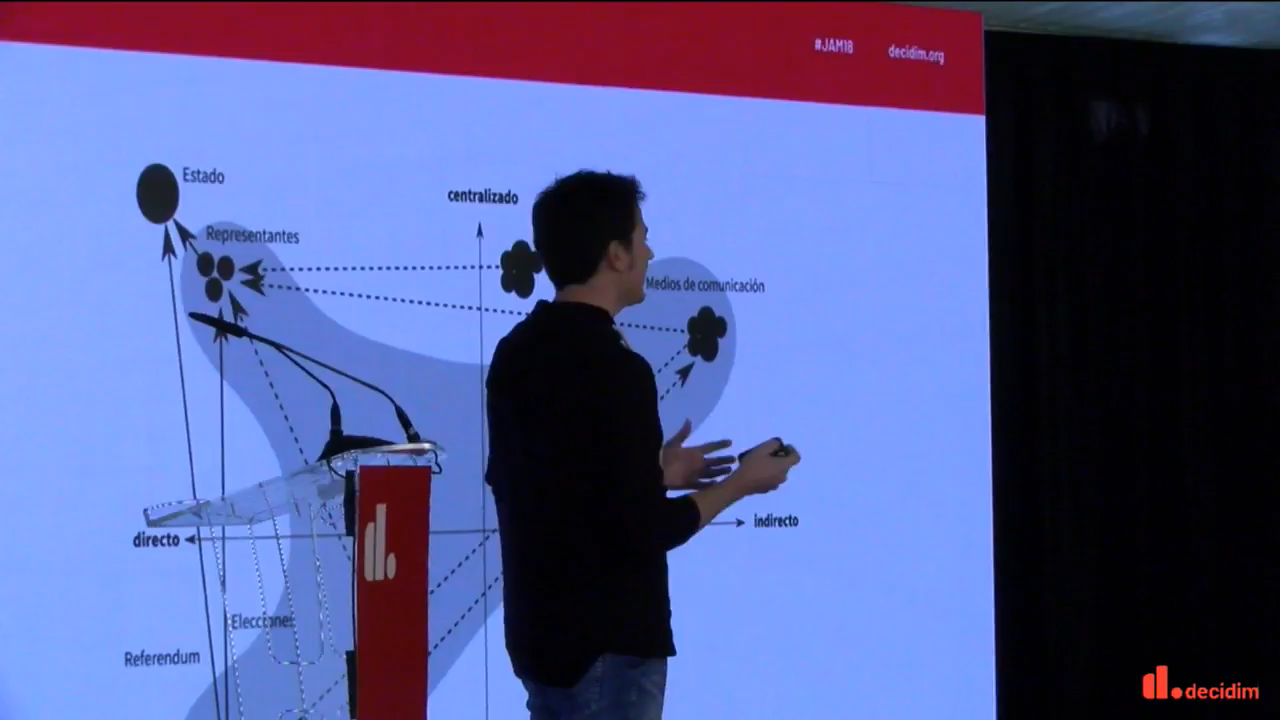 #JAM18 decidim.org
Estado
centralizado
Representantes
Medios de comunicación
indirecto
directo
Elecciones
Referendum
d.
d.decidim